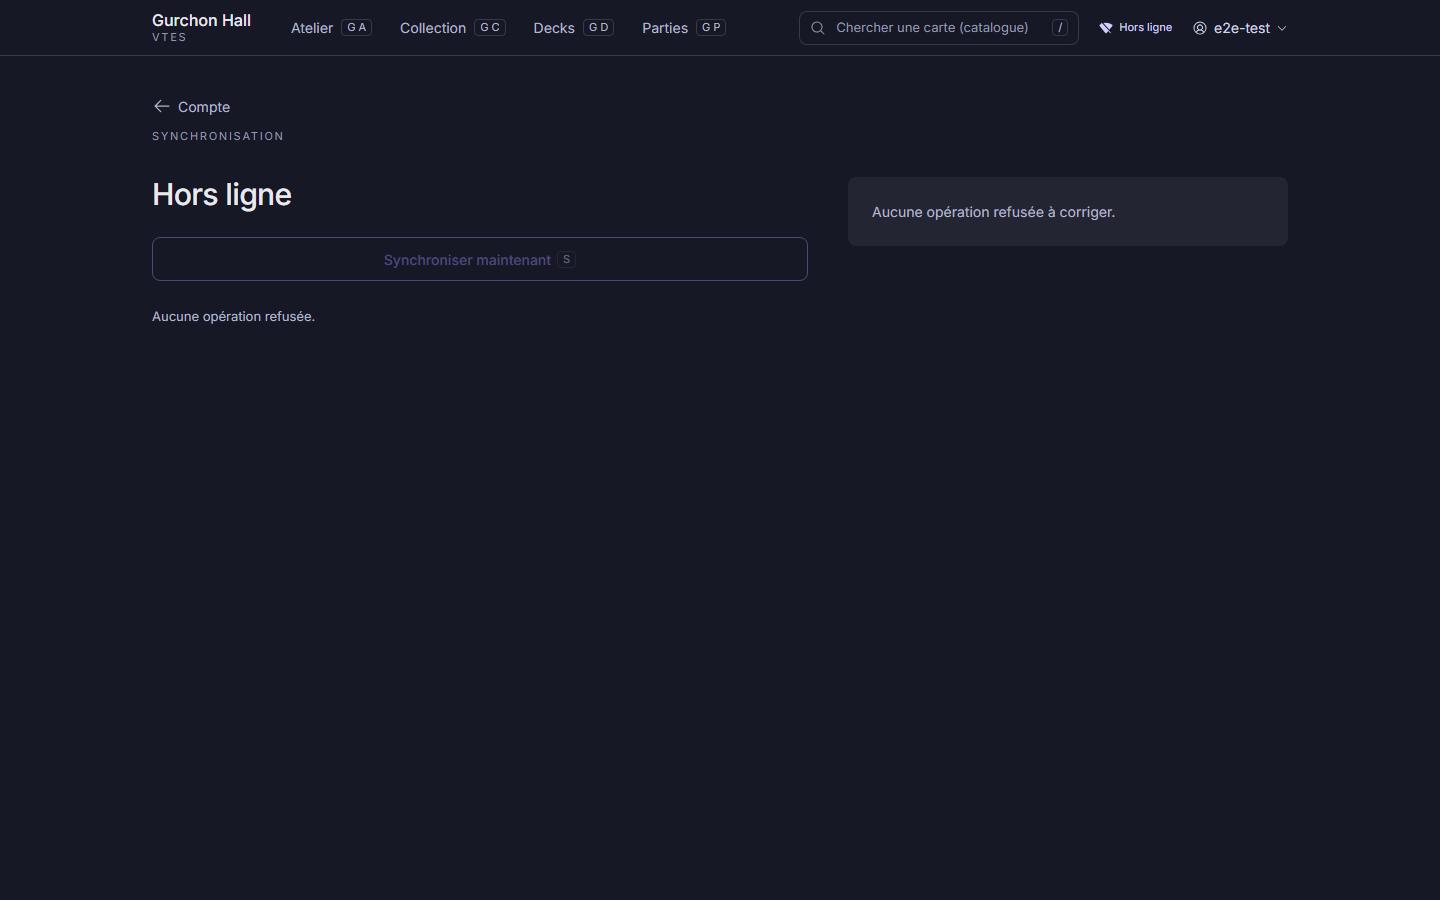 Gurchon Hall
VTES
Atelier G A Collection G C Decks G D Parties G P Chercher une carte (catalogue) / Hors ligne e2e-test
Compte
SYNCHRONISATION
Hors ligne
Aucune opération refusée à corriger.
Synchroniser maintenant S
Aucune opération refusée.